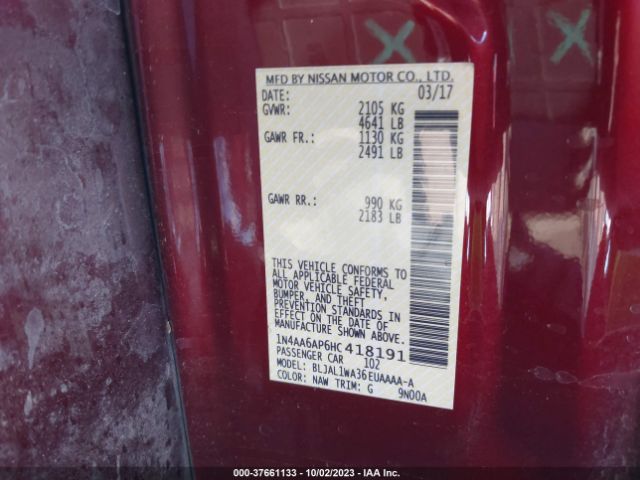 MFD BY NISSAN MOTOR CO., LTD.
DATE: 03/17
GVWR: 2105 KG
4641 LB
GAWR FR.: 1130 KG
2491 LB
GAWR RR.: 990 KG
2183 LB
THIS VEHICLE CONFORMS TO
ALL APPLICABLE FEDERAL
MOTOR VEHICLE SAFETY,
BUMPER, AND THEFT
PREVENTION STANDARDS IN
EFFECT ON THE DATE OF
MANUFACTURE SHOWN ABOVE.
1N4AA6AP6HC 418191
PASSENGER CAR 102
MODEL: BLJAL1WA36EUAAAA-A
COLOR: NAW TRIM: G 9N00A
000-37661133 - 10/02/2023 - IAA Inc.